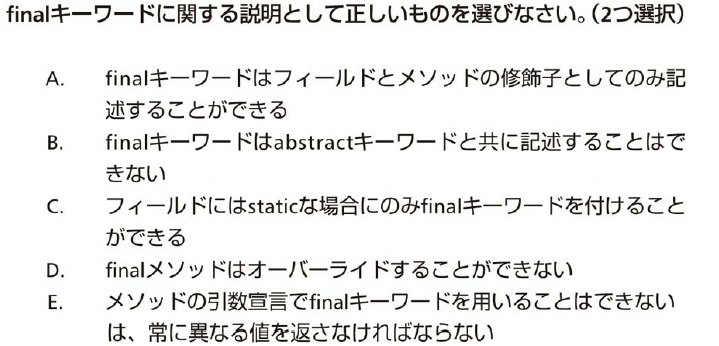 finalキーワードに関する説明として正しいものを選びなさい。（2つ選択）
A. finalキーワードはフィールドとメソッドの修飾子としてのみ記
述することができる
B. finalキーワードはabstractキーワードと共に記述することはで
きない
C. フィールドにはstaticな場合にのみfinalキーワードを付けること
ができる
D. finalメソッドはオーバーライドすることができない
E. メソッドの引数宣言でfinalキーワードを用いることはできない
は、常に異なる値を返さなければならない